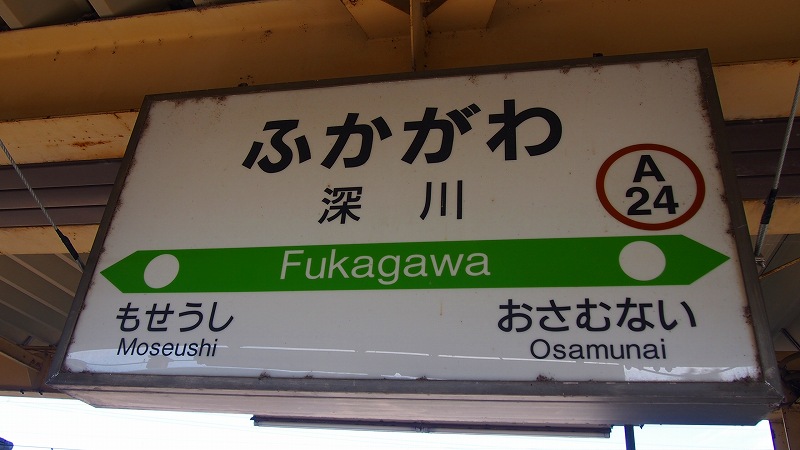 ふかがわ
深川
A
24
Fukagawa
もせうし
Moseushi
おさむない
Osamunai